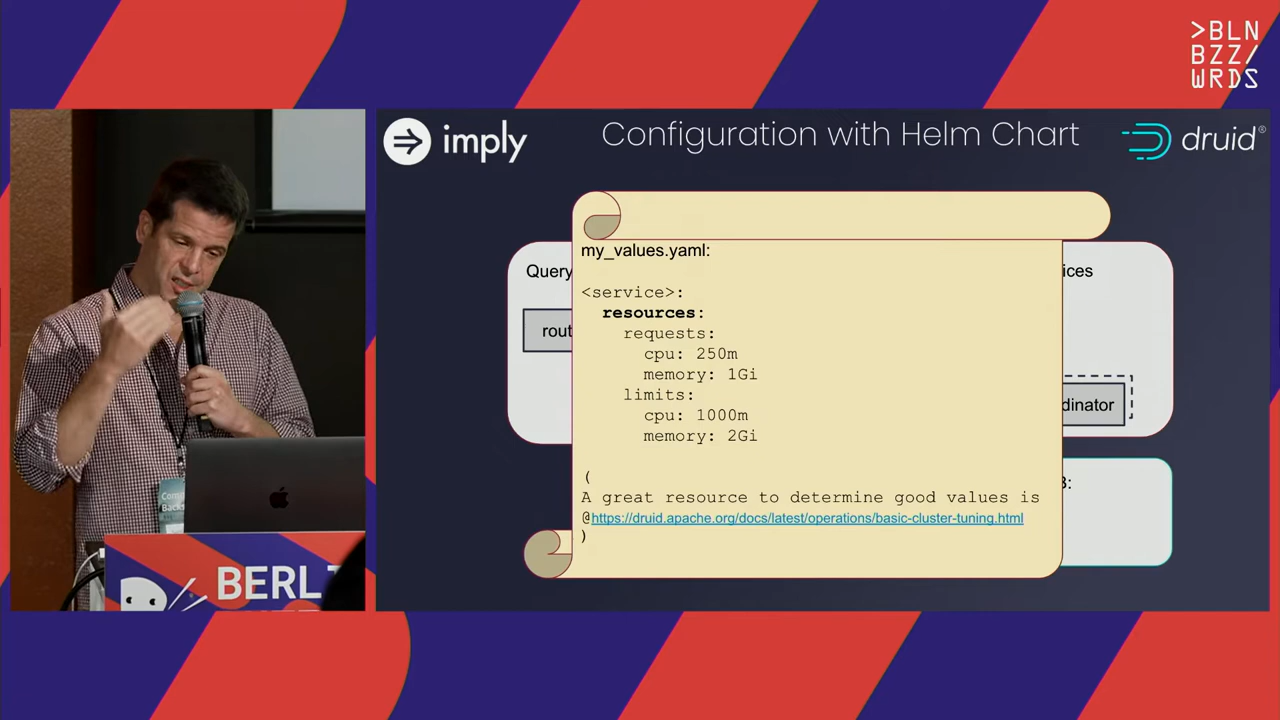 >BLN
BZZ/
WRDS
imply
Configuration with Helm Chart
druid®
my_values.yaml:
Query
ices
<service>:
resources:
rout
requests:
cpu: 250m
memory: 1Gi
limits:
dinator
cpu: 1000m
memory: 2Gi
(
3:
A great resource to determine good values is
@https://druid.apache.org/docs/latest/operations/basic-cluster-tuning.html
)
BERL